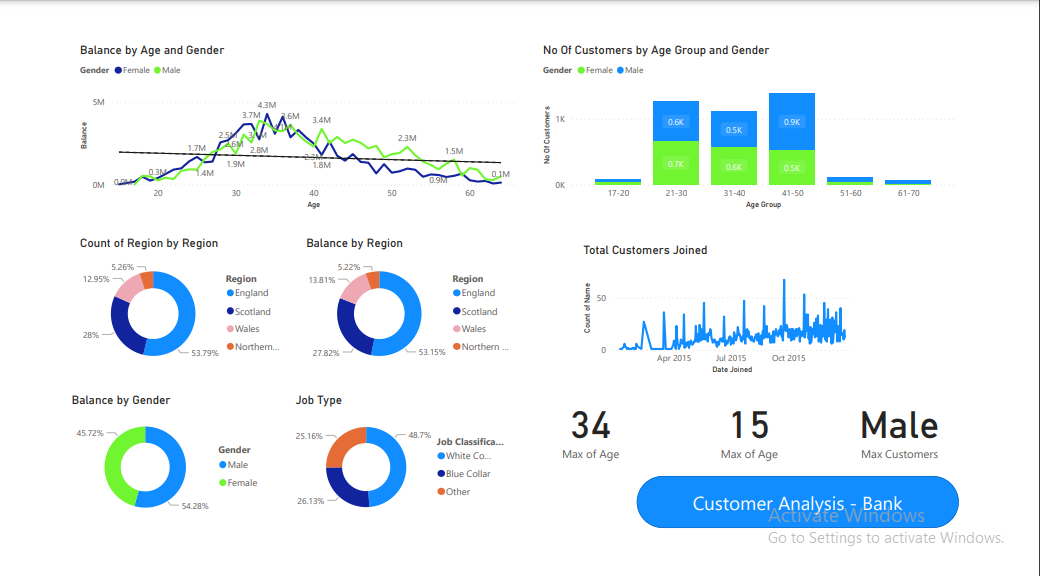 Balance by Age and Gender
Gender Female Male
5M
0M
Balance
0.0M
0.3M
1.7M
1.4M
2.5M
2.6M
1.9M
3.7M
2.8M
4.3M
3.6M
3.4M
1.8M
2.3M
0.9M
1.5M
0.1M
20 30 40 50 60
Age
No Of Customers by Age Group and Gender
Gender Female Male
1K
0K
No Of Customers
0.6K
0.7K
0.5K
0.6K
0.9K
0.5K
17-20 21-30 31-40 41-50 51-60 61-70
Age Group
Count of Region by Region
5.26%
12.95%
28%
53.79%
Region
England
Scotland
Wales
Northern...
Balance by Region
5.22%
13.81%
27.82%
53.15%
Region
England
Scotland
Wales
Northern ...
Total Customers Joined
50
0
Count of Name
Apr 2015 Jul 2015 Oct 2015
Date Joined
Balance by Gender
45.72%
54.28%
Gender
Male
Female
Job Type
25.16%
48.7%
26.13%
Job Classifica...
White Co...
Blue Collar
Other
34
Max of Age
15
Max of Age
Male
Max Customers
Customer Analysis - Bank
Activate Windows
Go to Settings to activate Windows.